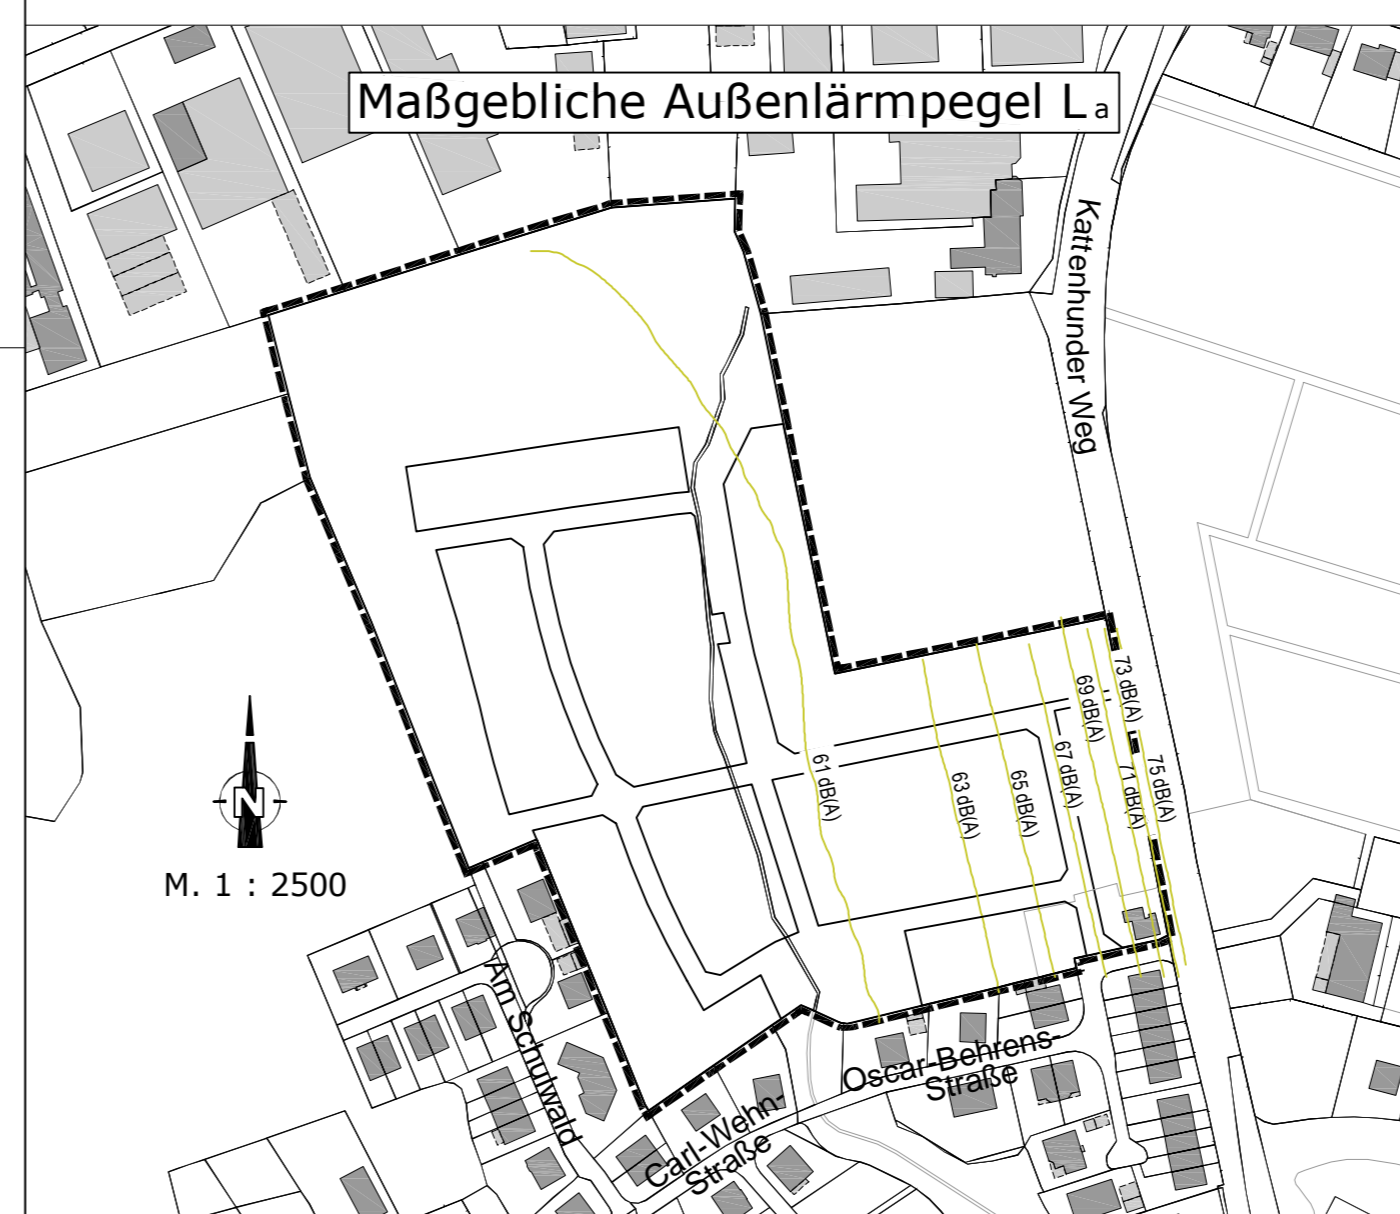 Maßgebliche Außenlärmpegel L a
Kattenhunder Weg
73 dB(A)
69 dB(A)
75 dB(A)
67 dB(A)
71 dB(A)
61 dB(A)
63 dB(A)
65 dB(A)
N
M. 1 : 2500
Am Schulwald
Oscar-Behrens-
Straße
Carl-Wehn-
Straße